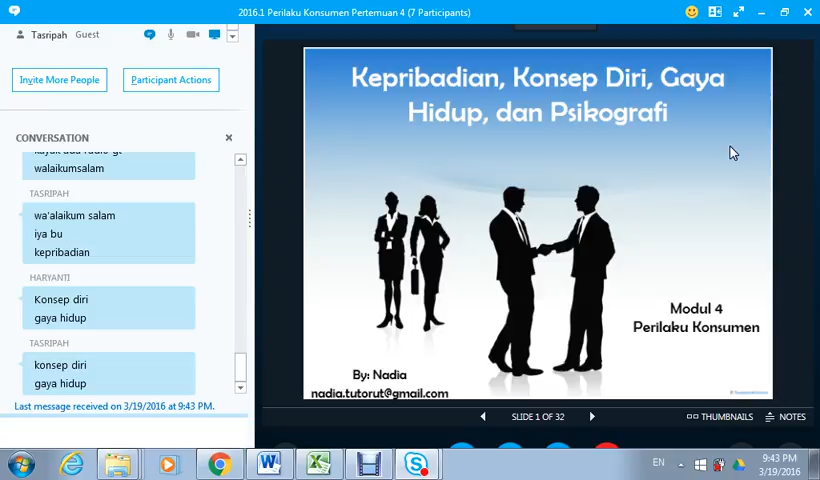 2016.1 Perilaku Konsumen Pertemuan 4 (7 Participants)
Tasripah Guest
Invite More People
Participant Actions
CONVERSATION
walaikumsalam
TASRIPAH
wa'alaikum salam
iya bu
kepribadian
HARYANTI
Konsep diri
gaya hidup
TASRIPAH
konsep diri
gaya hidup
Last message received on 3/19/2016 at 9:43 PM.
Kepribadian, Konsep Diri, Gaya
Hidup, dan Psikografi
Modul 4
Perilaku Konsumen
By: Nadia
nadia.tutorut@gmail.com
SLIDE 1 OF 32
THUMBNAILS
NOTES
EN
9:43 PM
3/19/2016